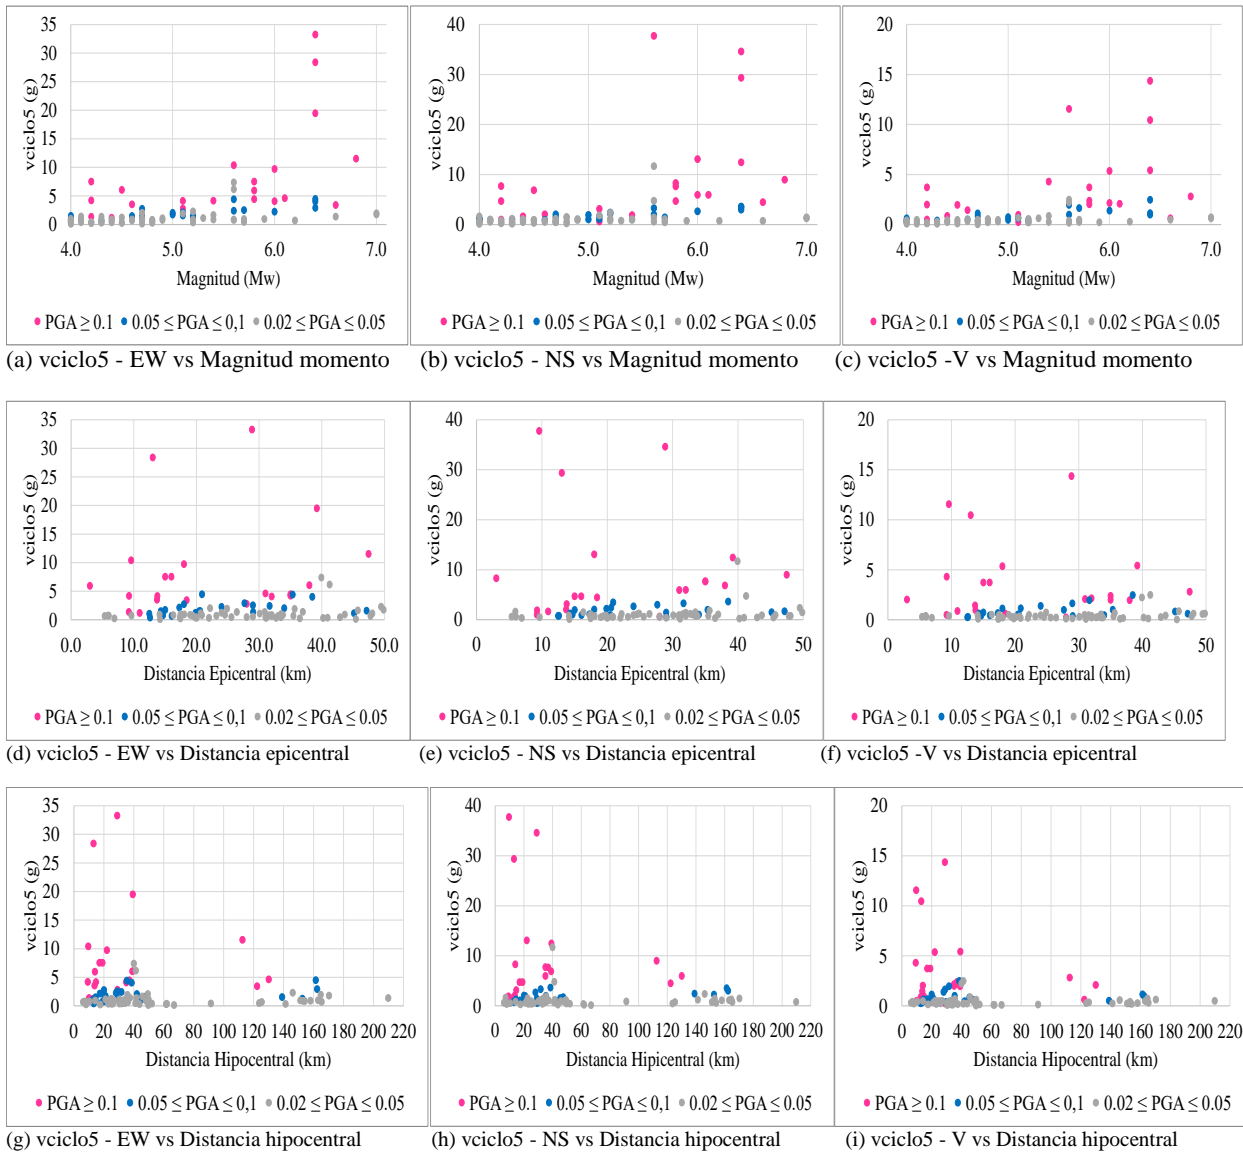 35
30
25
20
15
10
5
0
vciclo5 (g)
4.0 5.0 6.0 7.0
Magnitud (Mw)
PGA ≥ 0.1 0.05 ≤ PGA ≤ 0,1 0.02 ≤ PGA ≤ 0.05
(a) vciclo5 - EW vs Magnitud momento
40
30
20
10
0
vciclo5 (g)
4.0 5.0 6.0 7.0
Magnitud (Mw)
PGA ≥ 0.1 0.05 ≤ PGA ≤ 0,1 0.02 ≤ PGA ≤ 0.05
(b) vciclo5 - NS vs Magnitud momento
20
15
10
5
0
vcclo5 (g)
4.0 5.0 6.0 7.0
Magnitud (Mw)
PGA ≥ 0.1 0.05 ≤ PGA ≤ 0,1 0.02 ≤ PGA ≤ 0.05
(c) vciclo5 -V vs Magnitud momento
35
30
25
20
15
10
5
0
vciclo5 (g)
0.0 10.0 20.0 30.0 40.0 50.0
Distancia Epicentral (km)
PGA ≥ 0.1 0.05 ≤ PGA ≤ 0,1 0.02 ≤ PGA ≤ 0.05
(d) vciclo5 - EW vs Distancia epicentral
40
30
20
10
0
vciclo5 (g)
0 10 20 30 40 50
Distancia Epicentral (km)
PGA ≥ 0.1 0.05 ≤ PGA ≤ 0,1 0.02 ≤ PGA ≤ 0.05
(e) vciclo5 - NS vs Distancia epicentral
20
15
10
5
0
vciclo5 (g)
0 10 20 30 40 50
Distancia Epicentral (km)
PGA ≥ 0.1 0.05 ≤ PGA ≤ 0,1 0.02 ≤ PGA ≤ 0.05
(f) vciclo5 -V vs Distancia epicentral
35
30
25
20
15
10
5
0
vciclo5 (g)
0 20 40 60 80 100 120 140 160 180 200 220
Distancia Hipocentral (km)
PGA ≥ 0.1 0.05 ≤ PGA ≤ 0,1 0.02 ≤ PGA ≤ 0.05
(g) vciclo5 - EW vs Distancia hipocentral
40
30
20
10
0
vciclo5 (g)
0 20 40 60 80 100 120 140 160 180 200 220
Distancia Hipicentral (km)
PGA ≥ 0.1 0.05 ≤ PGA ≤ 0,1 0.02 ≤ PGA ≤ 0.05
(h) vciclo5 - NS vs Distancia hipocentral
20
15
10
5
0
vciclo5 (g)
0 20 40 60 80 100 120 140 160 180 200 220
Distancia Hipocentral (km)
PGA ≥ 0.1 0.05 ≤ PGA ≤ 0,1 0.02 ≤ PGA ≤ 0.05
(i) vciclo5 - V vs Distancia hipocentral